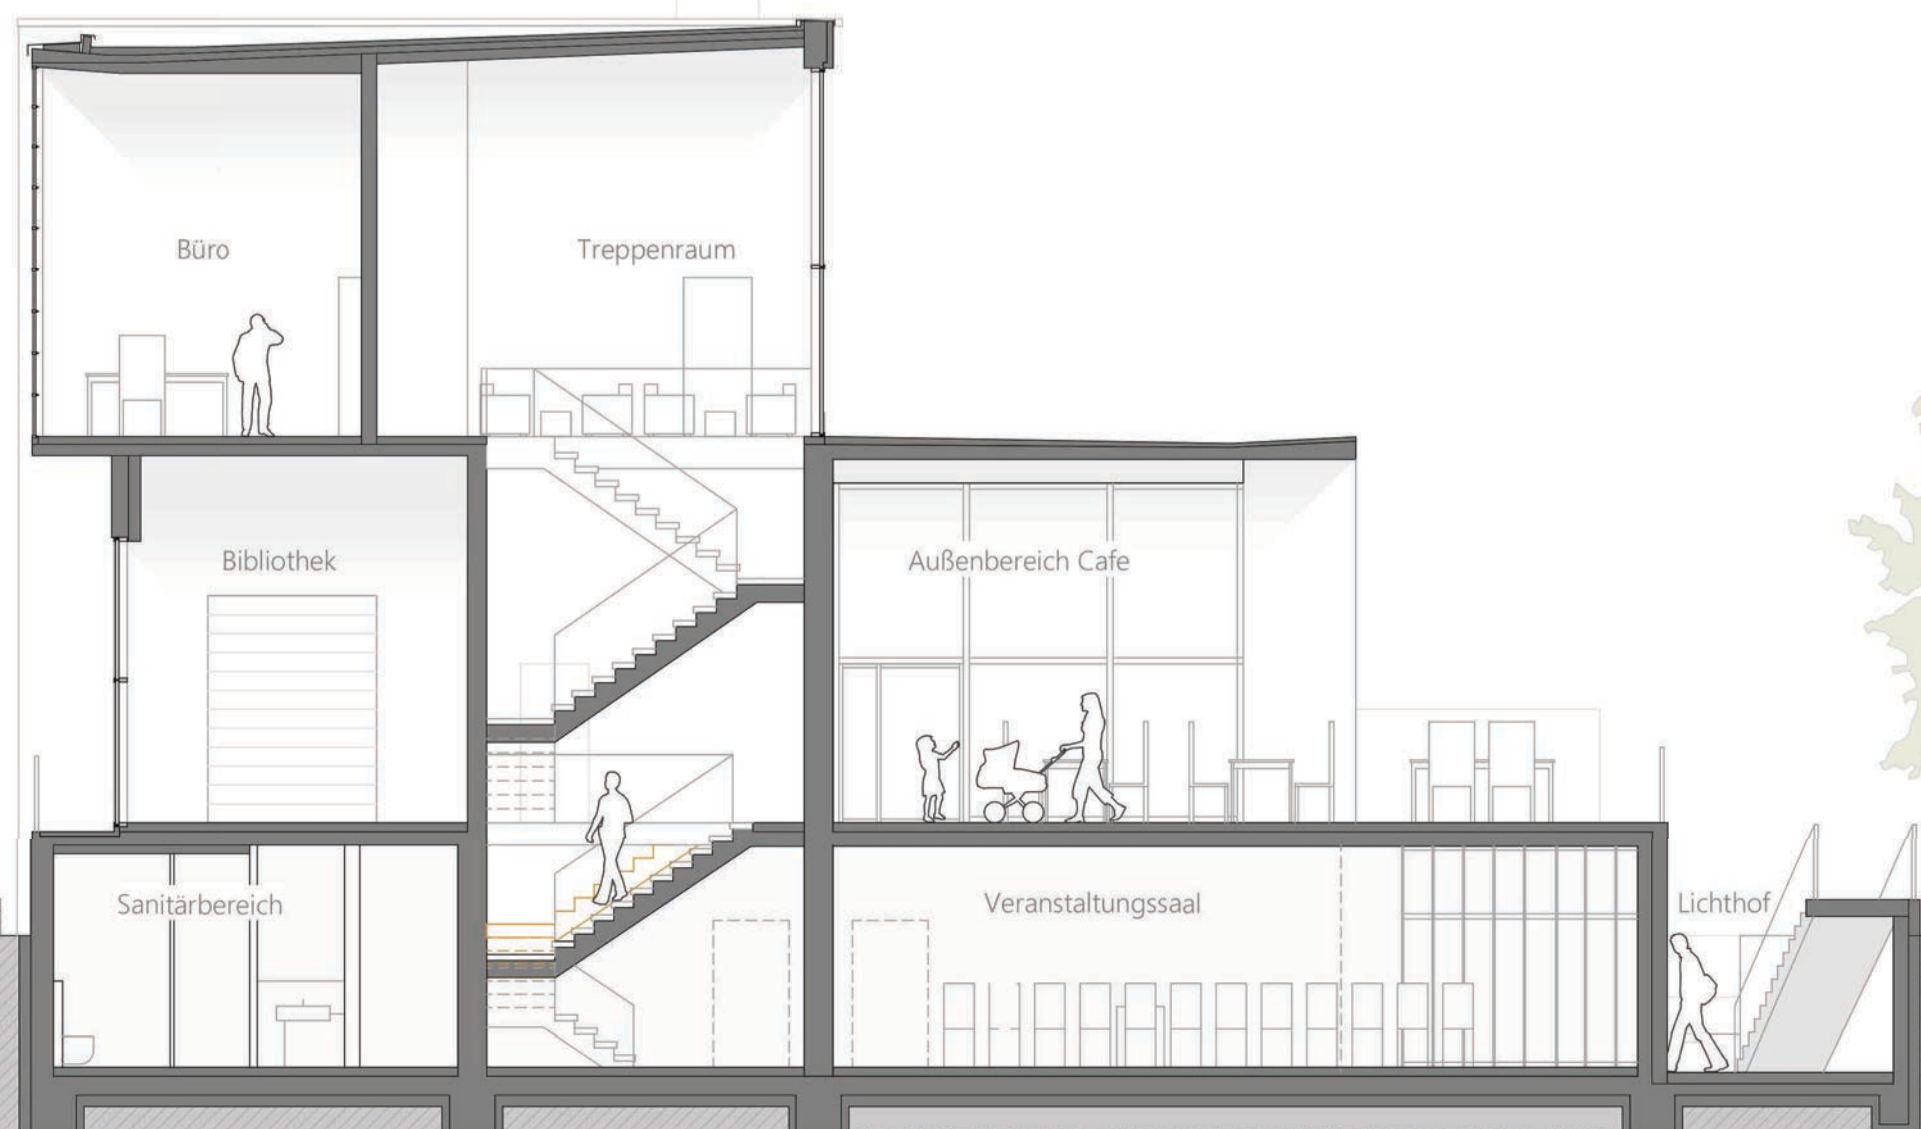 Büro
Treppenraum
Bibliothek
Außenbereich Cafe
Sanitärbereich
Veranstaltungssaal
Lichthof